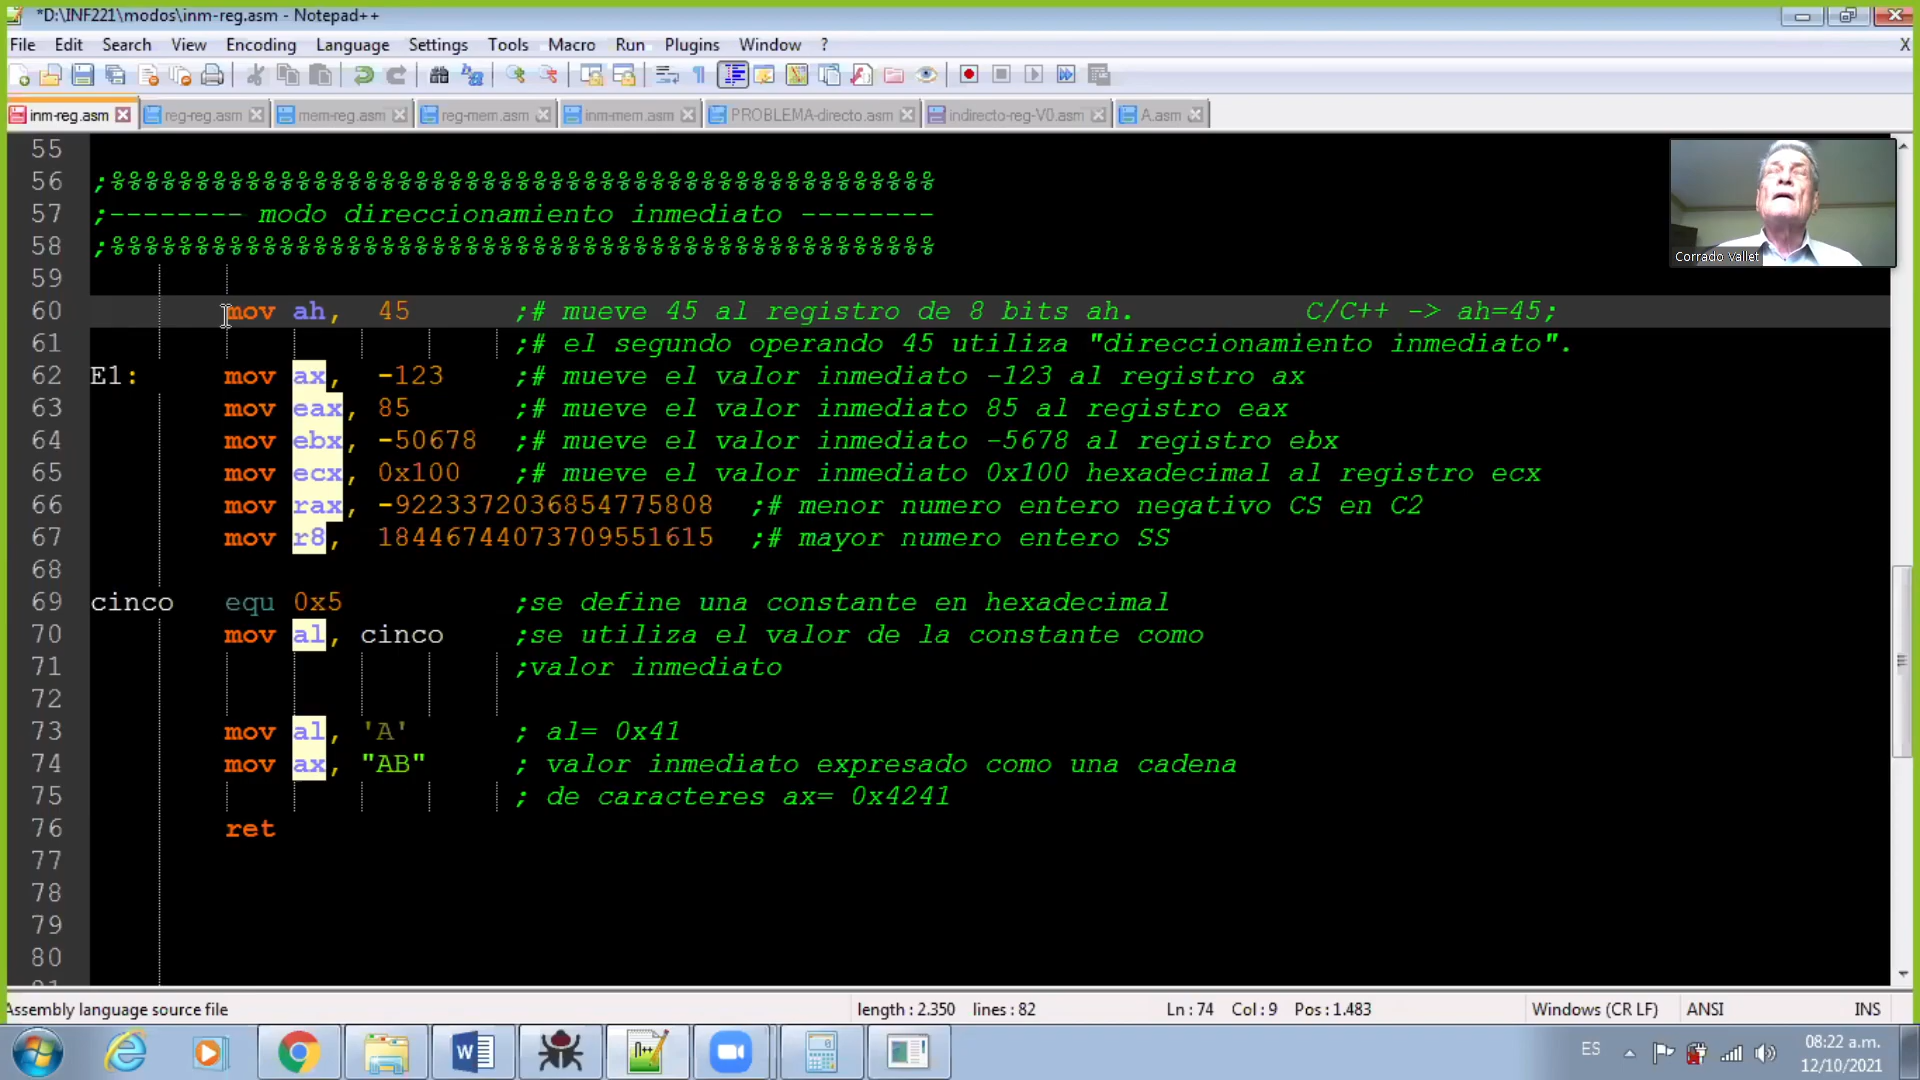 *D:\INF221\modos\inm-reg.asm - Notepad++
File Edit Search View Encoding Language Settings Tools Macro Run Plugins Window ? X
inm-reg.asm reg-reg.asm mem-reg.asm reg-mem.asm inm-mem.asm PROBLEMA-directo.asm indirecto-reg-V0.asm A.asm
55
56 ;%%%%%%%%%%%%%%%%%%%%%%%%%%%%%%%%%%%%%%%%%%%%%%%%%
57 ;-------- modo direccionamiento inmediato --------
58 ;%%%%%%%%%%%%%%%%%%%%%%%%%%%%%%%%%%%%%%%%%%%%%%%%%
Corrado Vallet
59
60 mov ah, 45 ;# mueve 45 al registro de 8 bits ah. C/C++ -> ah=45;
61 ;# el segundo operando 45 utiliza "direccionamiento inmediato".
62 E1: mov ax, -123 ;# mueve el valor inmediato -123 al registro ax
63 mov eax, 85 ;# mueve el valor inmediato 85 al registro eax
64 mov ebx, -50678 ;# mueve el valor inmediato -5678 al registro ebx
65 mov ecx, 0x100 ;# mueve el valor inmediato 0x100 hexadecimal al registro ecx
66 mov rax, -9223372036854775808 ;# menor numero entero negativo CS en C2
67 mov r8, 18446744073709551615 ;# mayor numero entero SS
68
69 cinco equ 0x5 ;se define una constante en hexadecimal
70 mov al, cinco ;se utiliza el valor de la constante como
71 ;valor inmediato
72
73 mov al, 'A' ; al= 0x41
74 mov ax, "AB" ; valor inmediato expresado como una cadena
75 ; de caracteres ax= 0x4241
76 ret
77
78
79
80
Assembly language source file length : 2.350 lines : 82 Ln : 74 Col : 9 Pos : 1.483 Windows (CR LF) ANSI INS
ES 08:22 a.m.
12/10/2021